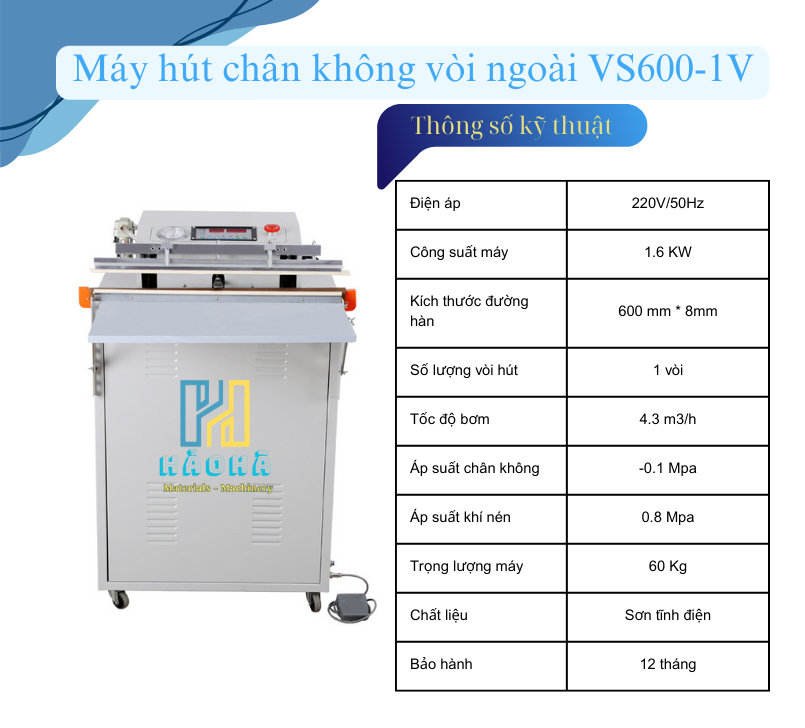 Máy hút chân không vòi ngoài VS600-1V
Thông số kỹ thuật
Điện áp 220V/50Hz
Công suất máy 1.6 KW
Kích thước đường
hàn 600 mm * 8mm
Số lượng vòi hút 1 vòi
Tốc độ bơm 4.3 m3/h
Áp suất chân không -0.1 Mpa
Áp suất khí nén 0.8 Mpa
Trọng lượng máy 60 Kg
Chất liệu Sơn tĩnh điện
Bảo hành 12 tháng
HẢOHÀ
Materials - Machinery